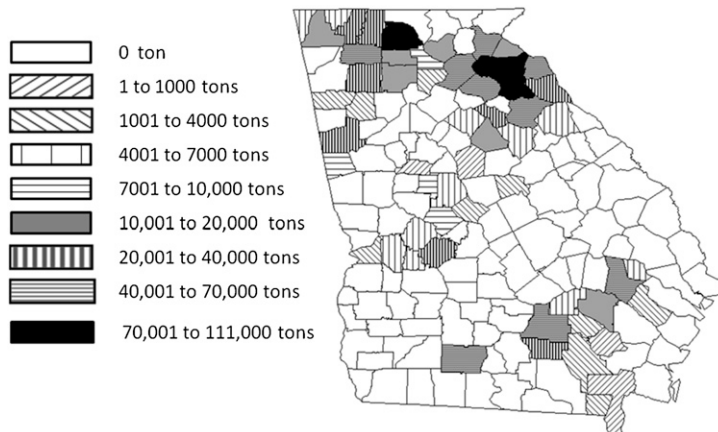 0 ton
1 to 1000 tons
1001 to 4000 tons
4001 to 7000 tons
7001 to 10,000 tons
10,001 to 20,000 tons
20,001 to 40,000 tons
40,001 to 70,000 tons
70,001 to 111,000 tons